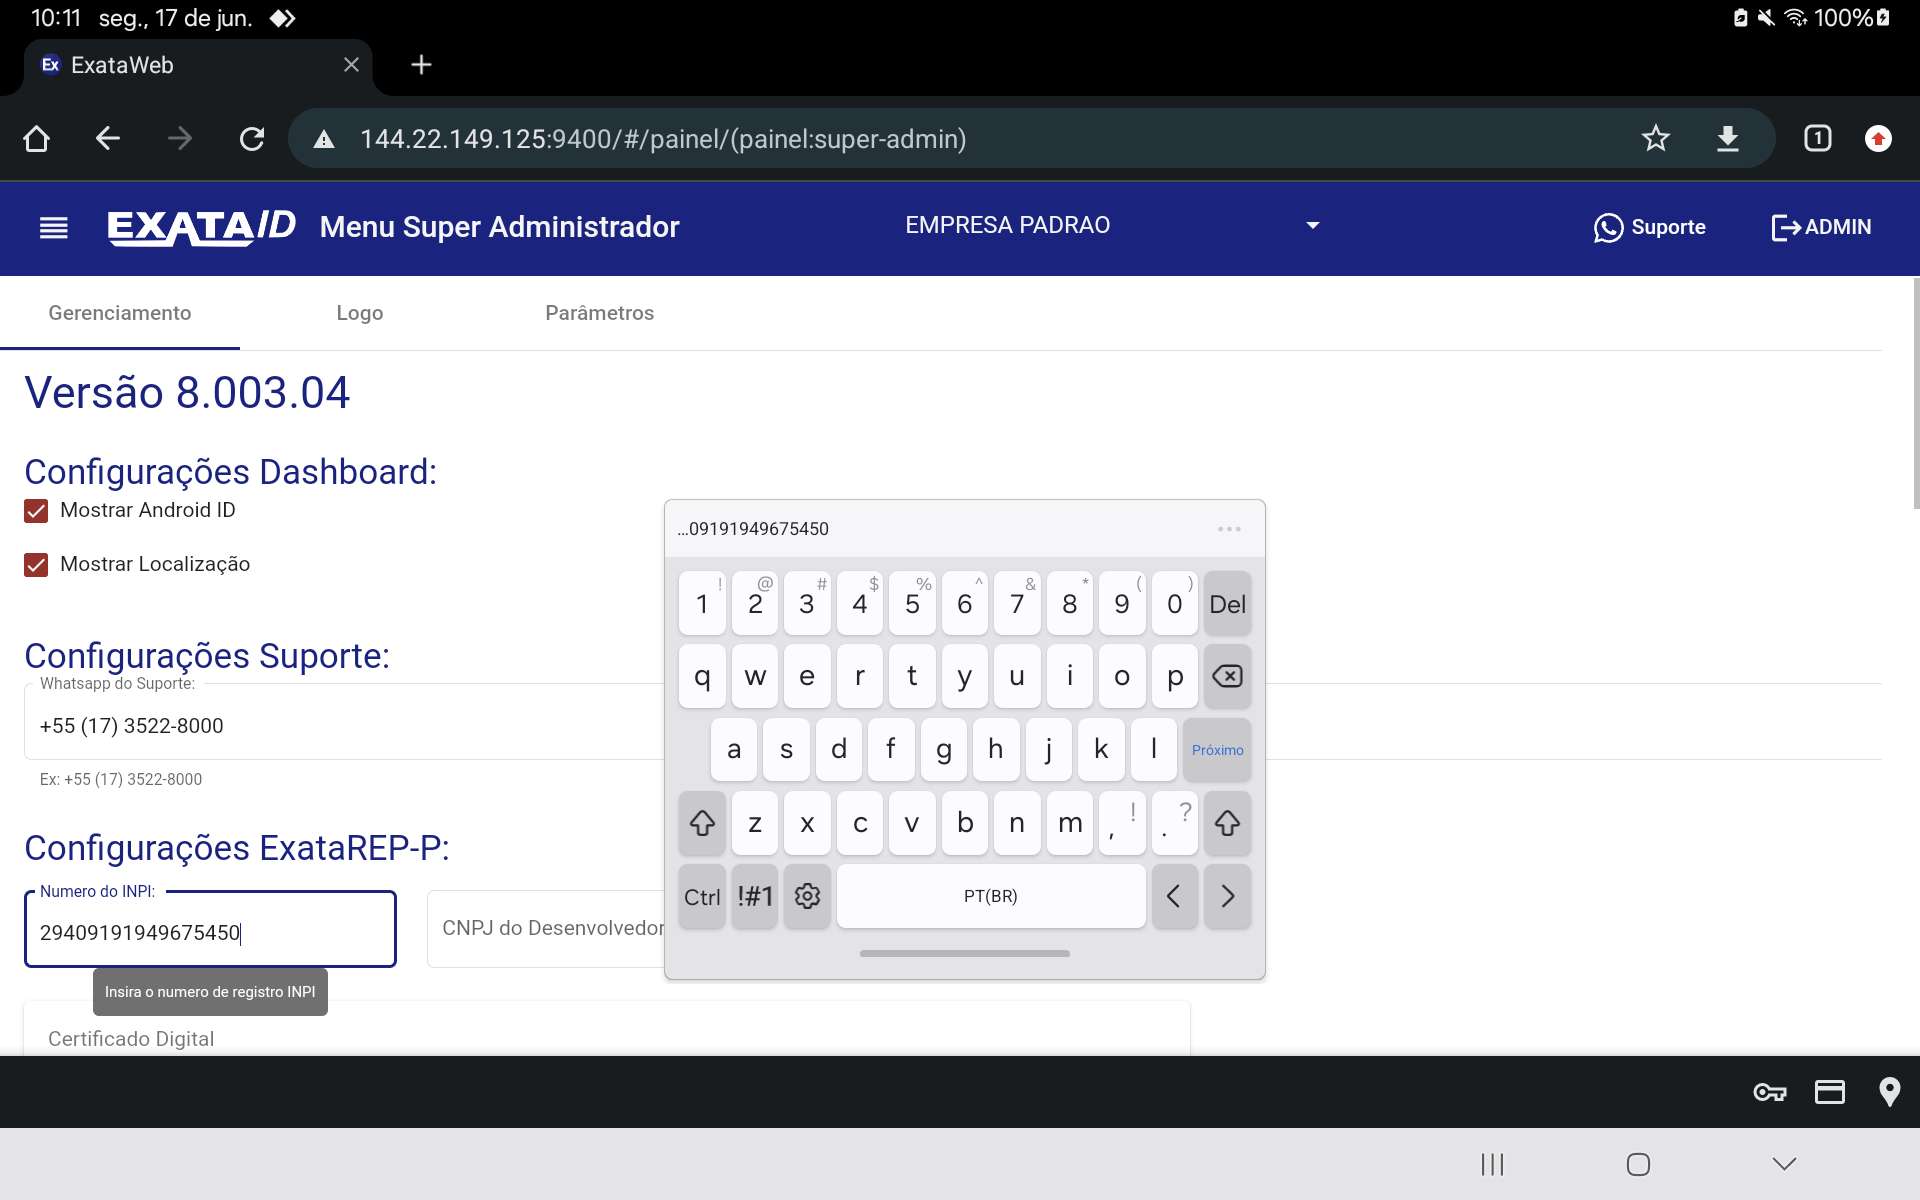 10:11 seg., 17 de jun. 100%
Ex ExataWeb
144.22.149.125:9400/#/painel/(painel:super-admin) 1
EXATAID Menu Super Administrador EMPRESA PADRAO Suporte ADMIN
Gerenciamento Logo Parâmetros
Versão 8.003.04
Configurações Dashboard:
Mostrar Android ID
Mostrar Localização
Configurações Suporte:
Whatsapp do Suporte:
+55 (17) 3522-8000
Ex: +55 (17) 3522-8000
Configurações ExataREP-P:
Numero do INPI:
29409191949675450
CNPJ do Desenvolvedor
Insira o numero de registro INPI
Certificado Digital
...09191949675450
! @ # $ % ^ & * ( )
1 2 3 4 5 6 7 8 9 0 Del
q w e r t y u i o p
a s d f g h j k l Próximo
z x c v b n m , ! . ?
Ctrl !#1 PT(BR) < >